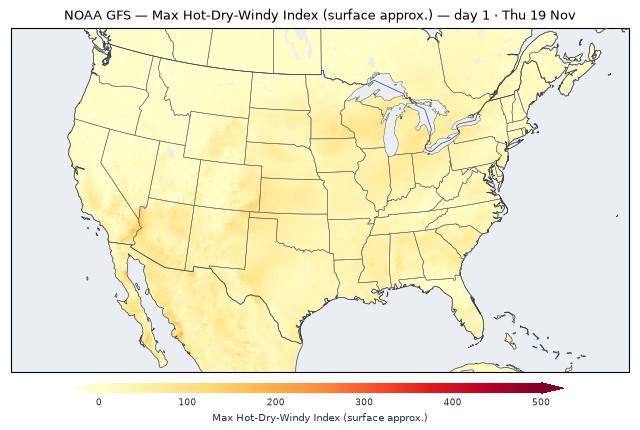 NOAA GFS — Max Hot-Dry-Windy Index (surface approx.) — day 1 · Thu 19 Nov
0 100 200 300 400 500
Max Hot-Dry-Windy Index (surface approx.)